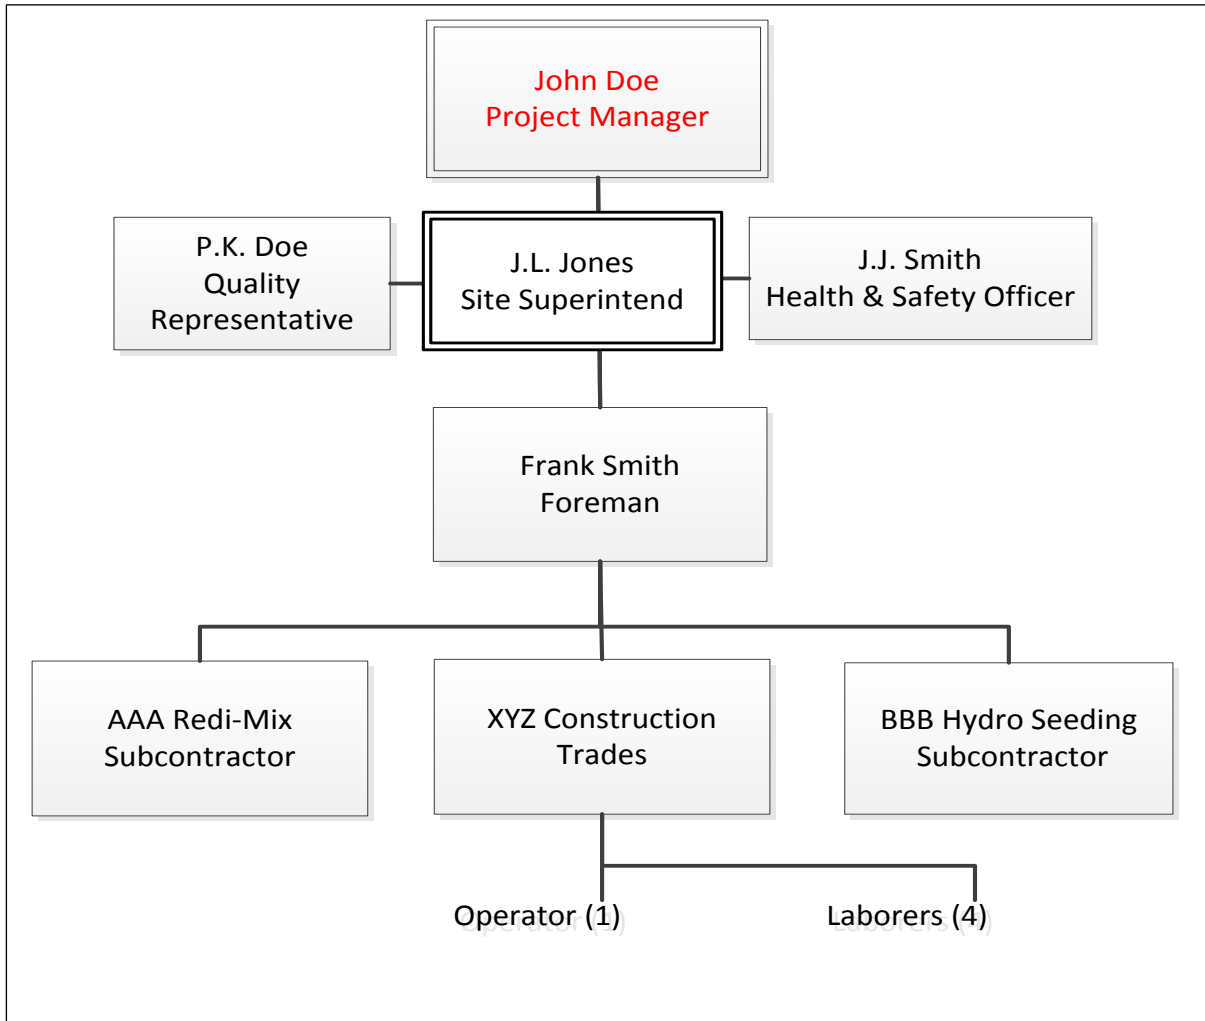 John Doe
Project Manager
P.K. Doe
Quality
Representative
J.L. Jones
Site Superintend
J.J. Smith
Health & Safety Officer
Frank Smith
Foreman
AAA Redi-Mix
Subcontractor
XYZ Construction
Trades
BBB Hydro Seeding
Subcontractor
Operator (1)
Laborers (4)